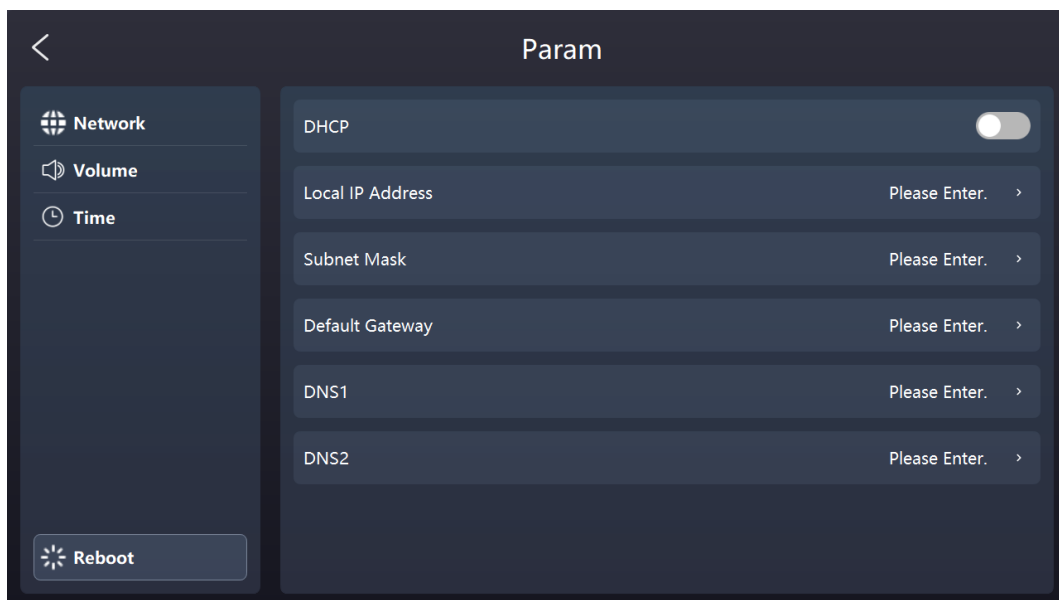 Param
Network
Volume
Time
Reboot
DHCP
Local IP Address Please Enter.
Subnet Mask Please Enter.
Default Gateway Please Enter.
DNS1 Please Enter.
DNS2 Please Enter.